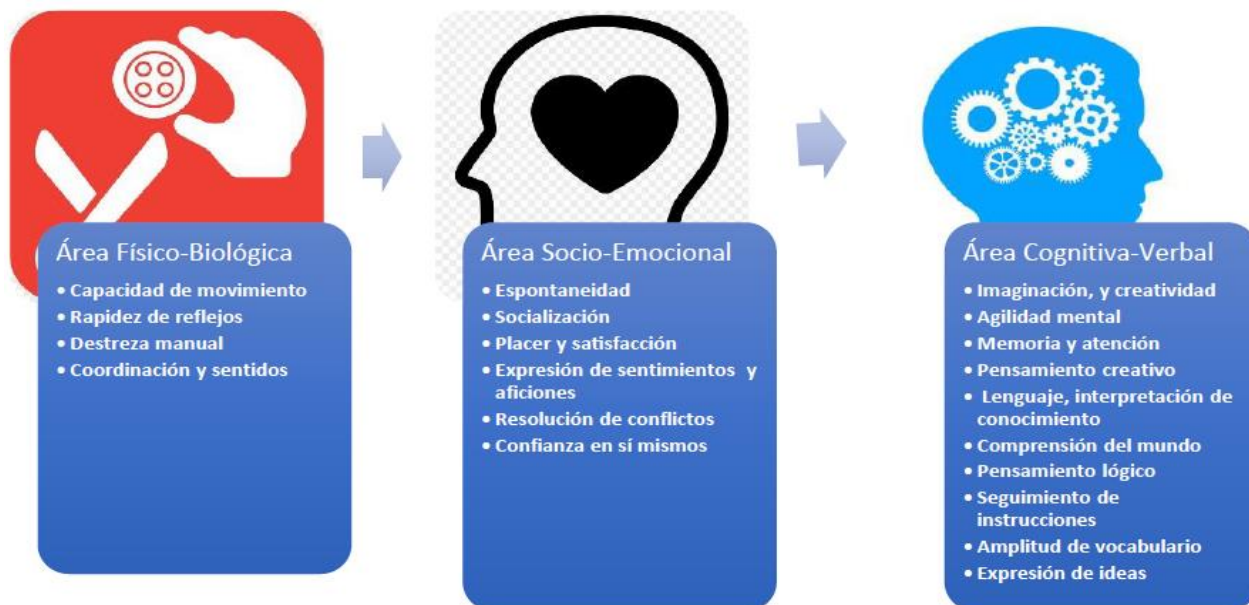 Área Físico-Biológica
• Capacidad de movimiento
• Rapidez de reflejos
• Destreza manual
• Coordinación y sentidos
Área Socio-Emocional
• Espontaneidad
• Socialización
• Placer y satisfacción
• Expresión de sentimientos y
aficiones
• Resolución de conflictos
• Confianza en sí mismos
Área Cognitiva-Verbal
• Imaginación, y creatividad
• Agilidad mental
• Memoria y atención
• Pensamiento creativo
• Lenguaje, interpretación de
conocimiento
• Comprensión del mundo
• Pensamiento lógico
• Seguimiento de
instrucciones
• Amplitud de vocabulario
• Expresión de ideas